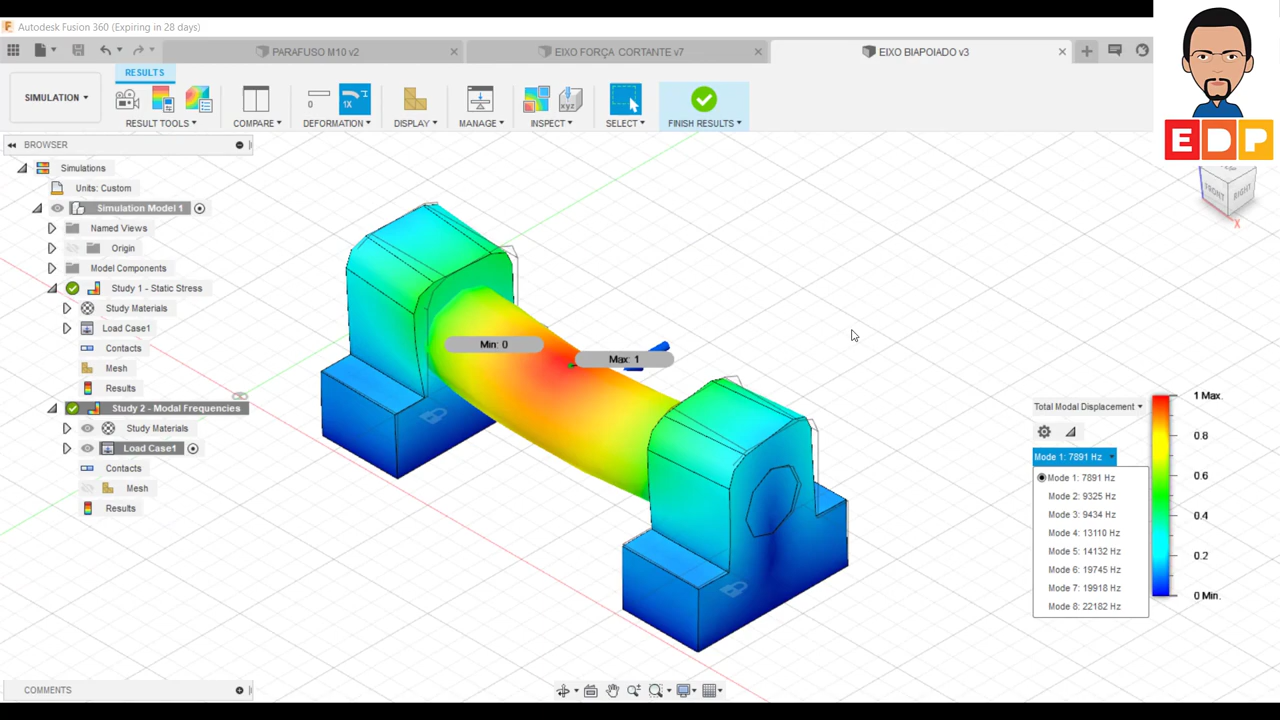 Autodesk Fusion 360 (Expiring in 28 days)
PARAFUSO M10 v2
EIXO FORÇA CORTANTE v7
EIXO BIAPOIADO v3
RESULTS
SIMULATION
RESULT TOOLS
COMPARE
DEFORMATION
DISPLAY
MANAGE
INSPECT
SELECT
FINISH RESULTS
0
1X
xyz
EDP
BROWSER
Simulations
Units: Custom
Simulation Model 1
Named Views
Origin
Model Components
Study 1 - Static Stress
Study Materials
Load Case1
Contacts
Mesh
Results
Study 2 - Modal Frequencies
Study Materials
Load Case1
Contacts
Mesh
Results
FRONT
RIGHT
X
Min: 0
Max: 1
Total Modal Displacement
Mode 1: 7891 Hz
Mode 1: 7891 Hz
Mode 2: 9325 Hz
Mode 3: 9434 Hz
Mode 4: 13110 Hz
Mode 5: 14132 Hz
Mode 6: 19745 Hz
Mode 7: 19918 Hz
Mode 8: 22182 Hz
1 Max.
0.8
0.6
0.4
0.2
0 Min.
COMMENTS